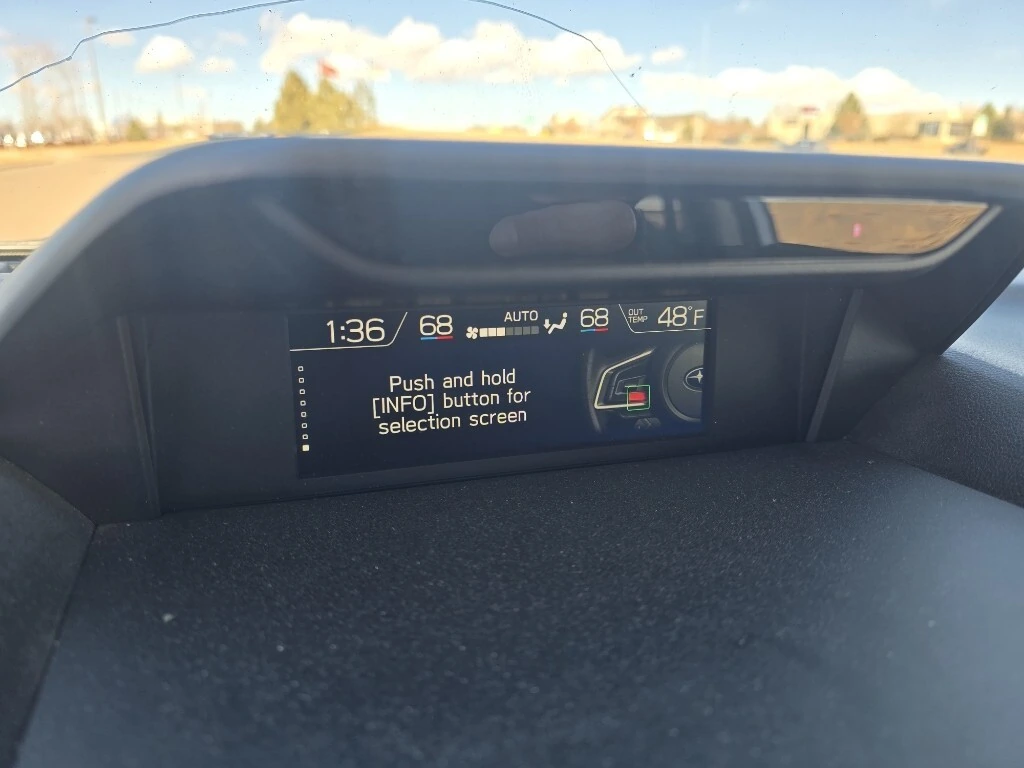 1:36
68
AUTO
68
OUT TEMP 48°F
Push and hold
[INFO] button for
selection screen